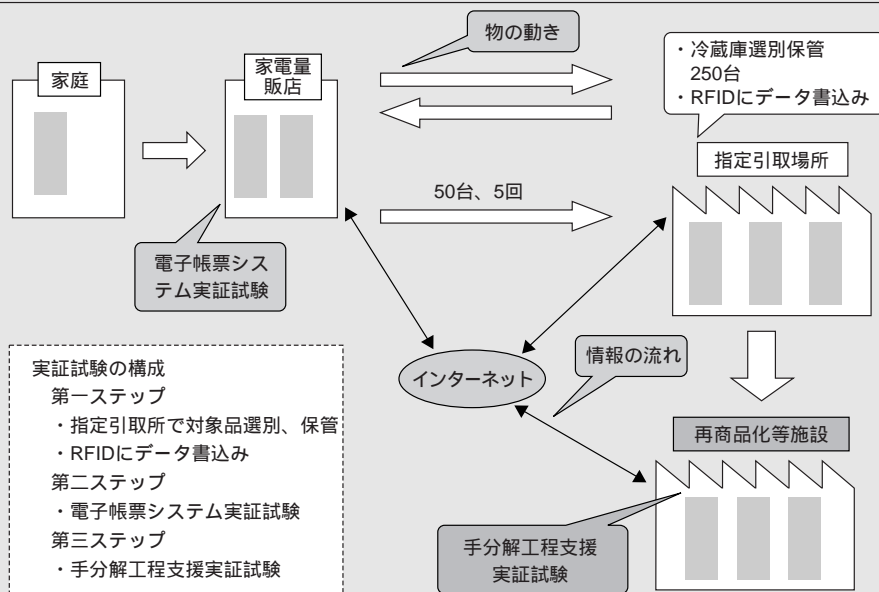 物の動き
・冷蔵庫選別保管
250台
・RFIDにデータ書込み
家庭
家電量
販店
指定引取場所
50台、5回
電子帳票シス
テム実証試験
インターネット
情報の流れ
再商品化等施設
手分解工程支援
実証試験
実証試験の構成
第一ステップ
・指定引取所で対象品選別、保管
・RFIDにデータ書込み
第二ステップ
・電子帳票システム実証試験
第三ステップ
・手分解工程支援実証試験